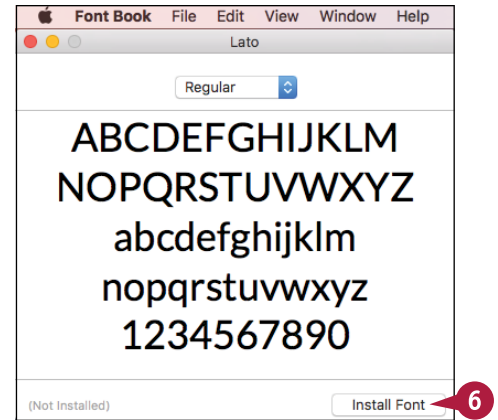 Font Book File Edit View Window Help
Lato
Regular
ABCDEFGHIJKLM
NOPQRSTUVWXYZ
abcdefghijklm
nopqrstuvwxyz
1234567890
(Not Installed) Install Font 6